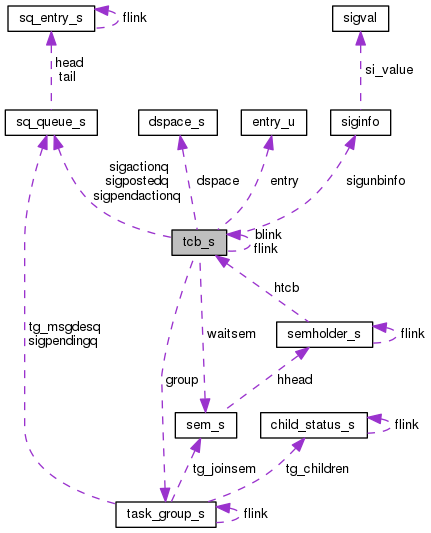 sq_entry_s
flink
sigval
head
tail
si_value
sq_queue_s
dspace_s
entry_u
siginfo
sigactionq
sigpostedq
sigpendactionq
dspace
entry
sigunbinfo
tcb_s
blink
flink
htcb
tg_msgdesq
sigpendingq
waitsem
semholder_s
flink
group
hhead
sem_s
child_status_s
flink
tg_joinsem
tg_children
task_group_s
flink